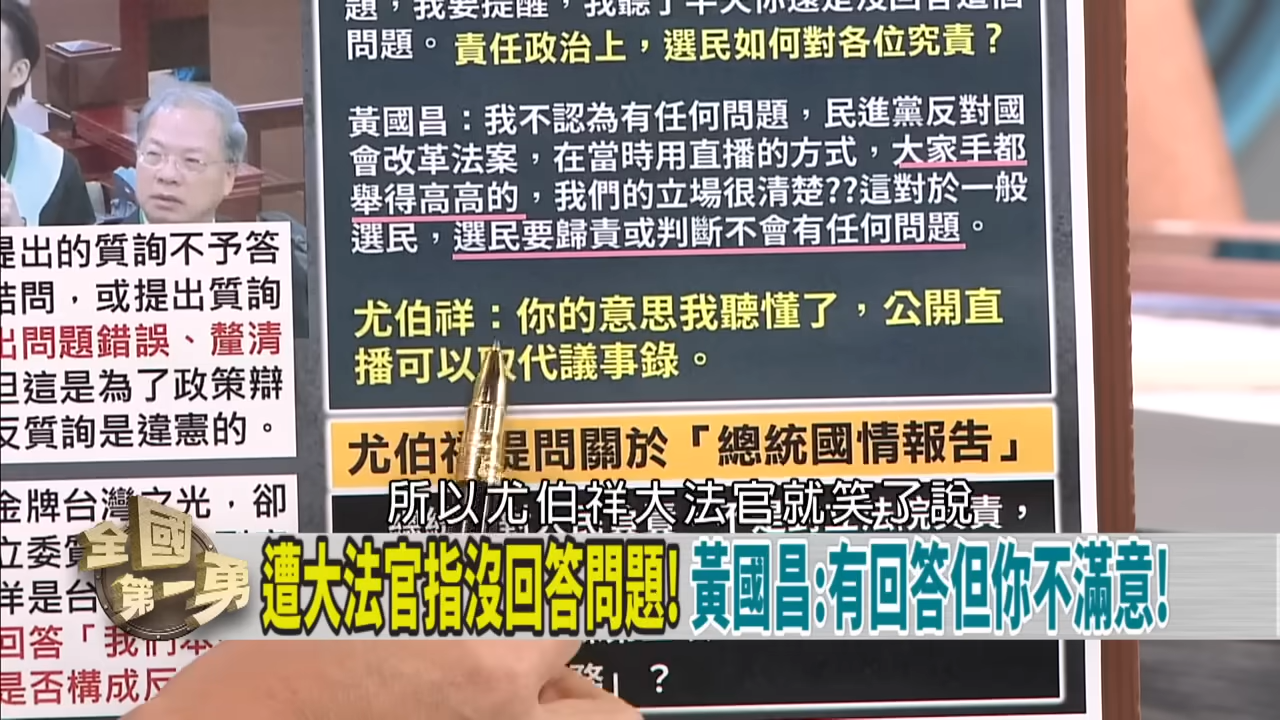 題，我要提醒，我聽了半天你還是沒回答這個
問題。責任政治上，選民如何對各位究責？
黃國昌：我不認為有任何問題，民進黨反對國
會改革法案，在當時用直播的方式，大家手都
舉得高高的，我們的立場很清楚??這對於一般
選民，選民要歸責或判斷不會有任何問題。
尤伯祥：你的意思我聽懂了，公開直
播可以取代議事錄。
尤伯祥提問關於「總統國情報告」
提出的質詢不予答
詰問，或提出質詢
出問題錯誤、釐清
但這是為了政策辯
反質詢是違憲的。
金牌台灣之光，卻
立委質
回答「我們本
是否構成反
責，
」？
所以尤伯祥大法官就笑了說
全國第一勇
遭大法官指沒回答問題! 黃國昌:有回答但你不滿意!